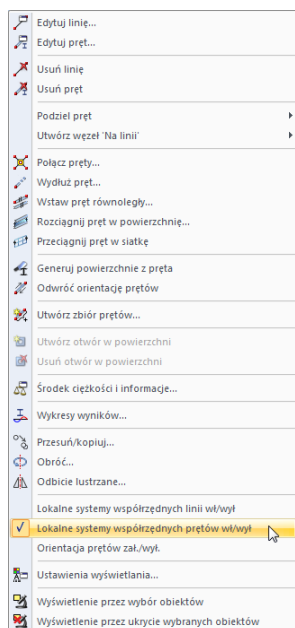 Edytuj linię...
Edytuj pręt...
Usuń linię
Usuń pręt
Podziel pręt
Utwórz węzeł 'Na linii'
Połącz pręty...
Wydłuż pręt...
Wstaw pręt równoległy...
Rozciągnij pręt w powierzchnię...
Przeciągnij pręt w siatkę
Generuj powierzchnie z pręta
Odwróć orientację prętów
Utwórz zbiór prętów...
Utwórz otwór w powierzchni
Usuń otwór w powierzchni
Środek ciężkości i informacje...
Wykresy wyników...
Przesuń/kopiuj...
Obróć...
Odbicie lustrzane...
Lokalne systemy współrzędnych linii wł/wył
Lokalne systemy współrzędnych prętów wł/wył
Orientacja prętów zał./wył.
Ustawienia wyświetlania...
Wyświetlenie przez wybór obiektów
Wyświetlenie przez ukrycie wybranych obiektów